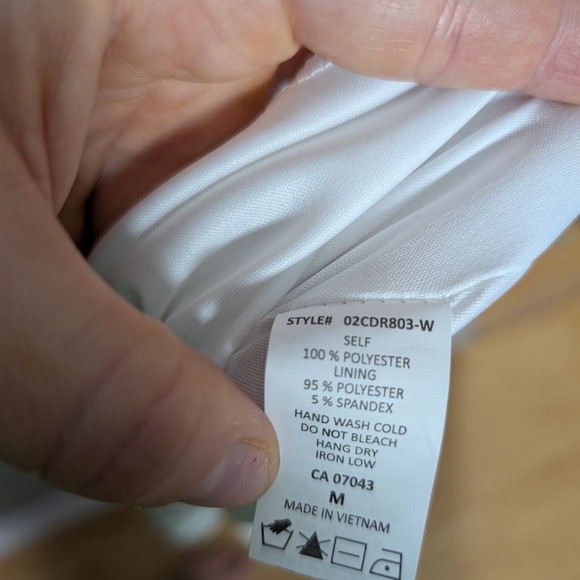 STYLE# 02CDR803-W
SELF
100 % POLYESTER
LINING
95 % POLYESTER
5 % SPANDEX
HAND WASH COLD
DO NOT BLEACH
HANG DRY
IRON LOW
CA 07043
M
MADE IN VIETNAM